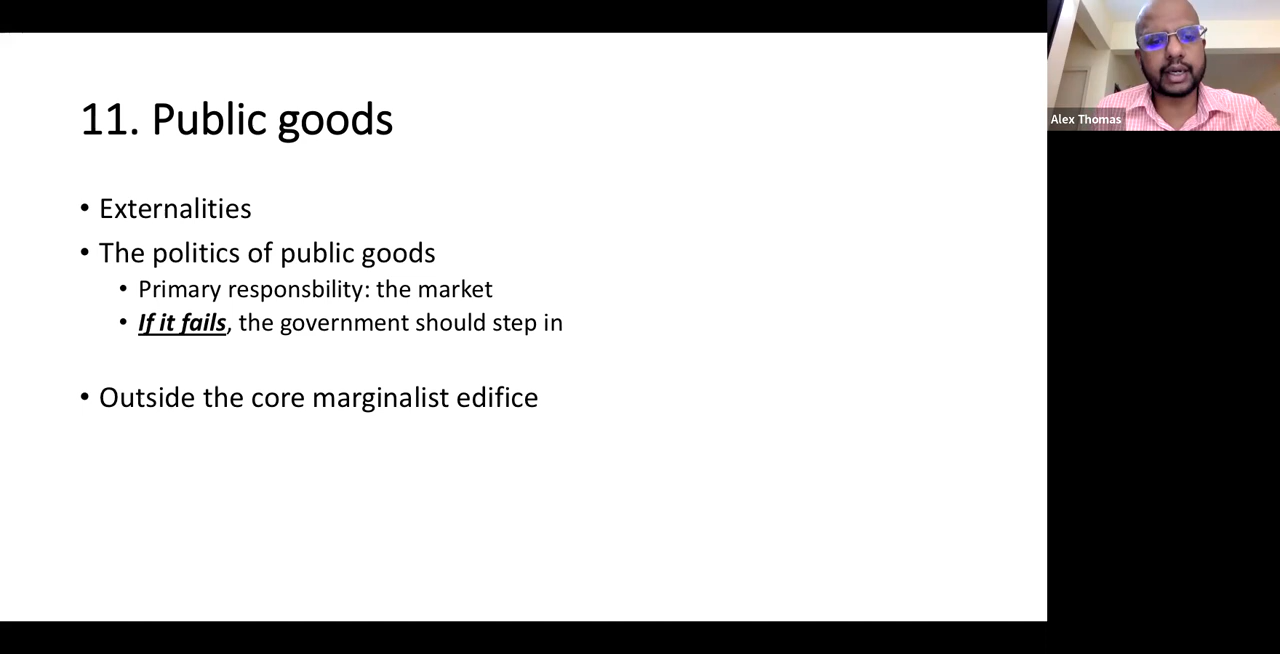 11. Public goods
• Externalities
• The politics of public goods
• Primary responsbility: the market
• If it fails, the government should step in
• Outside the core marginalist edifice
Alex Thomas